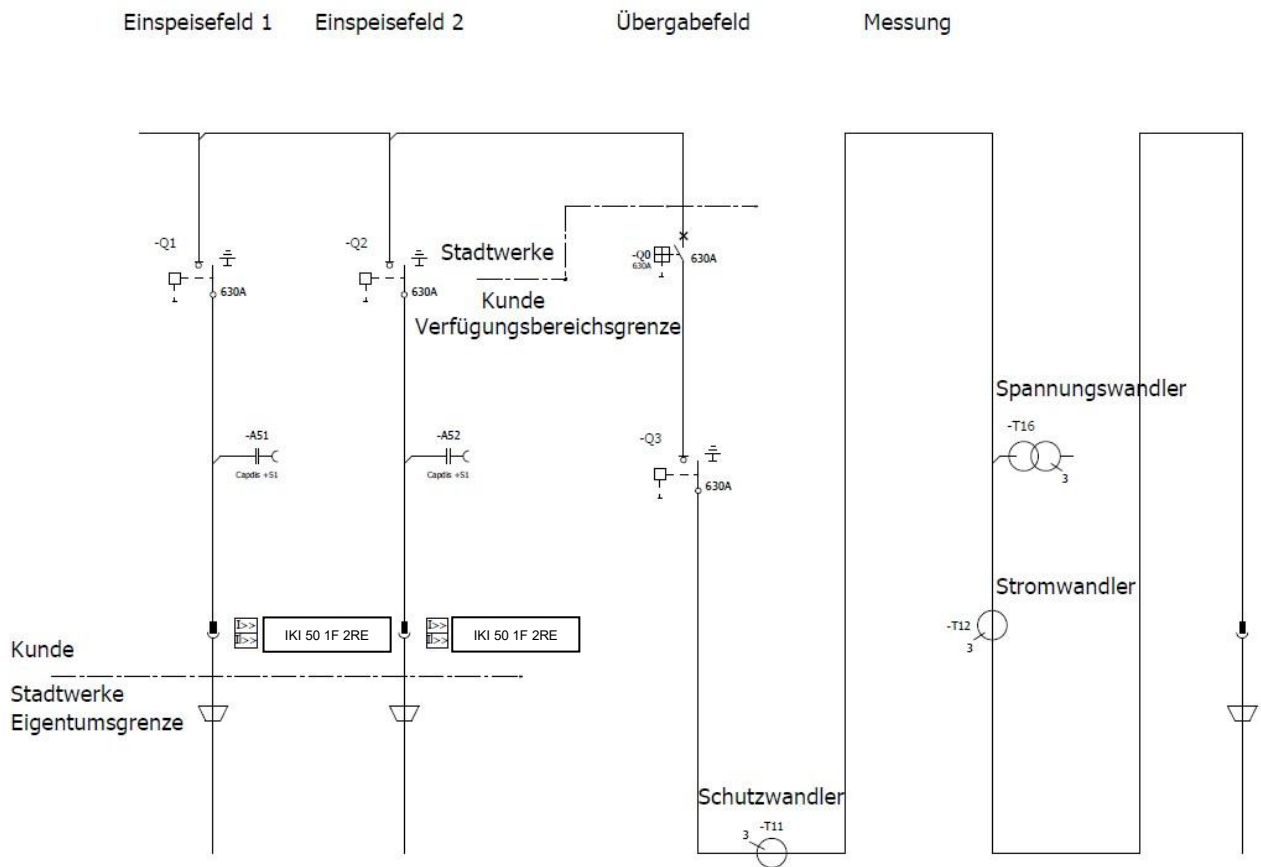 Einspeisefeld 1
Einspeisefeld 2
Übergabefeld
Messung
-Q1
630A
-Q2
630A
Stadtwerke
Kunde
Verfügungsbereichsgrenze
-Q0
630A
630A
-A51
Capdis +S1
-A52
Capdis +S1
-Q3
630A
Spannungswandler
-T16
3
Stromwandler
-T12
3
I>>
I>>
IKI 50 1F 2RE
I>>
I>>
IKI 50 1F 2RE
Kunde
Stadtwerke
Eigentumsgrenze
Schutzwandler
3
-T11